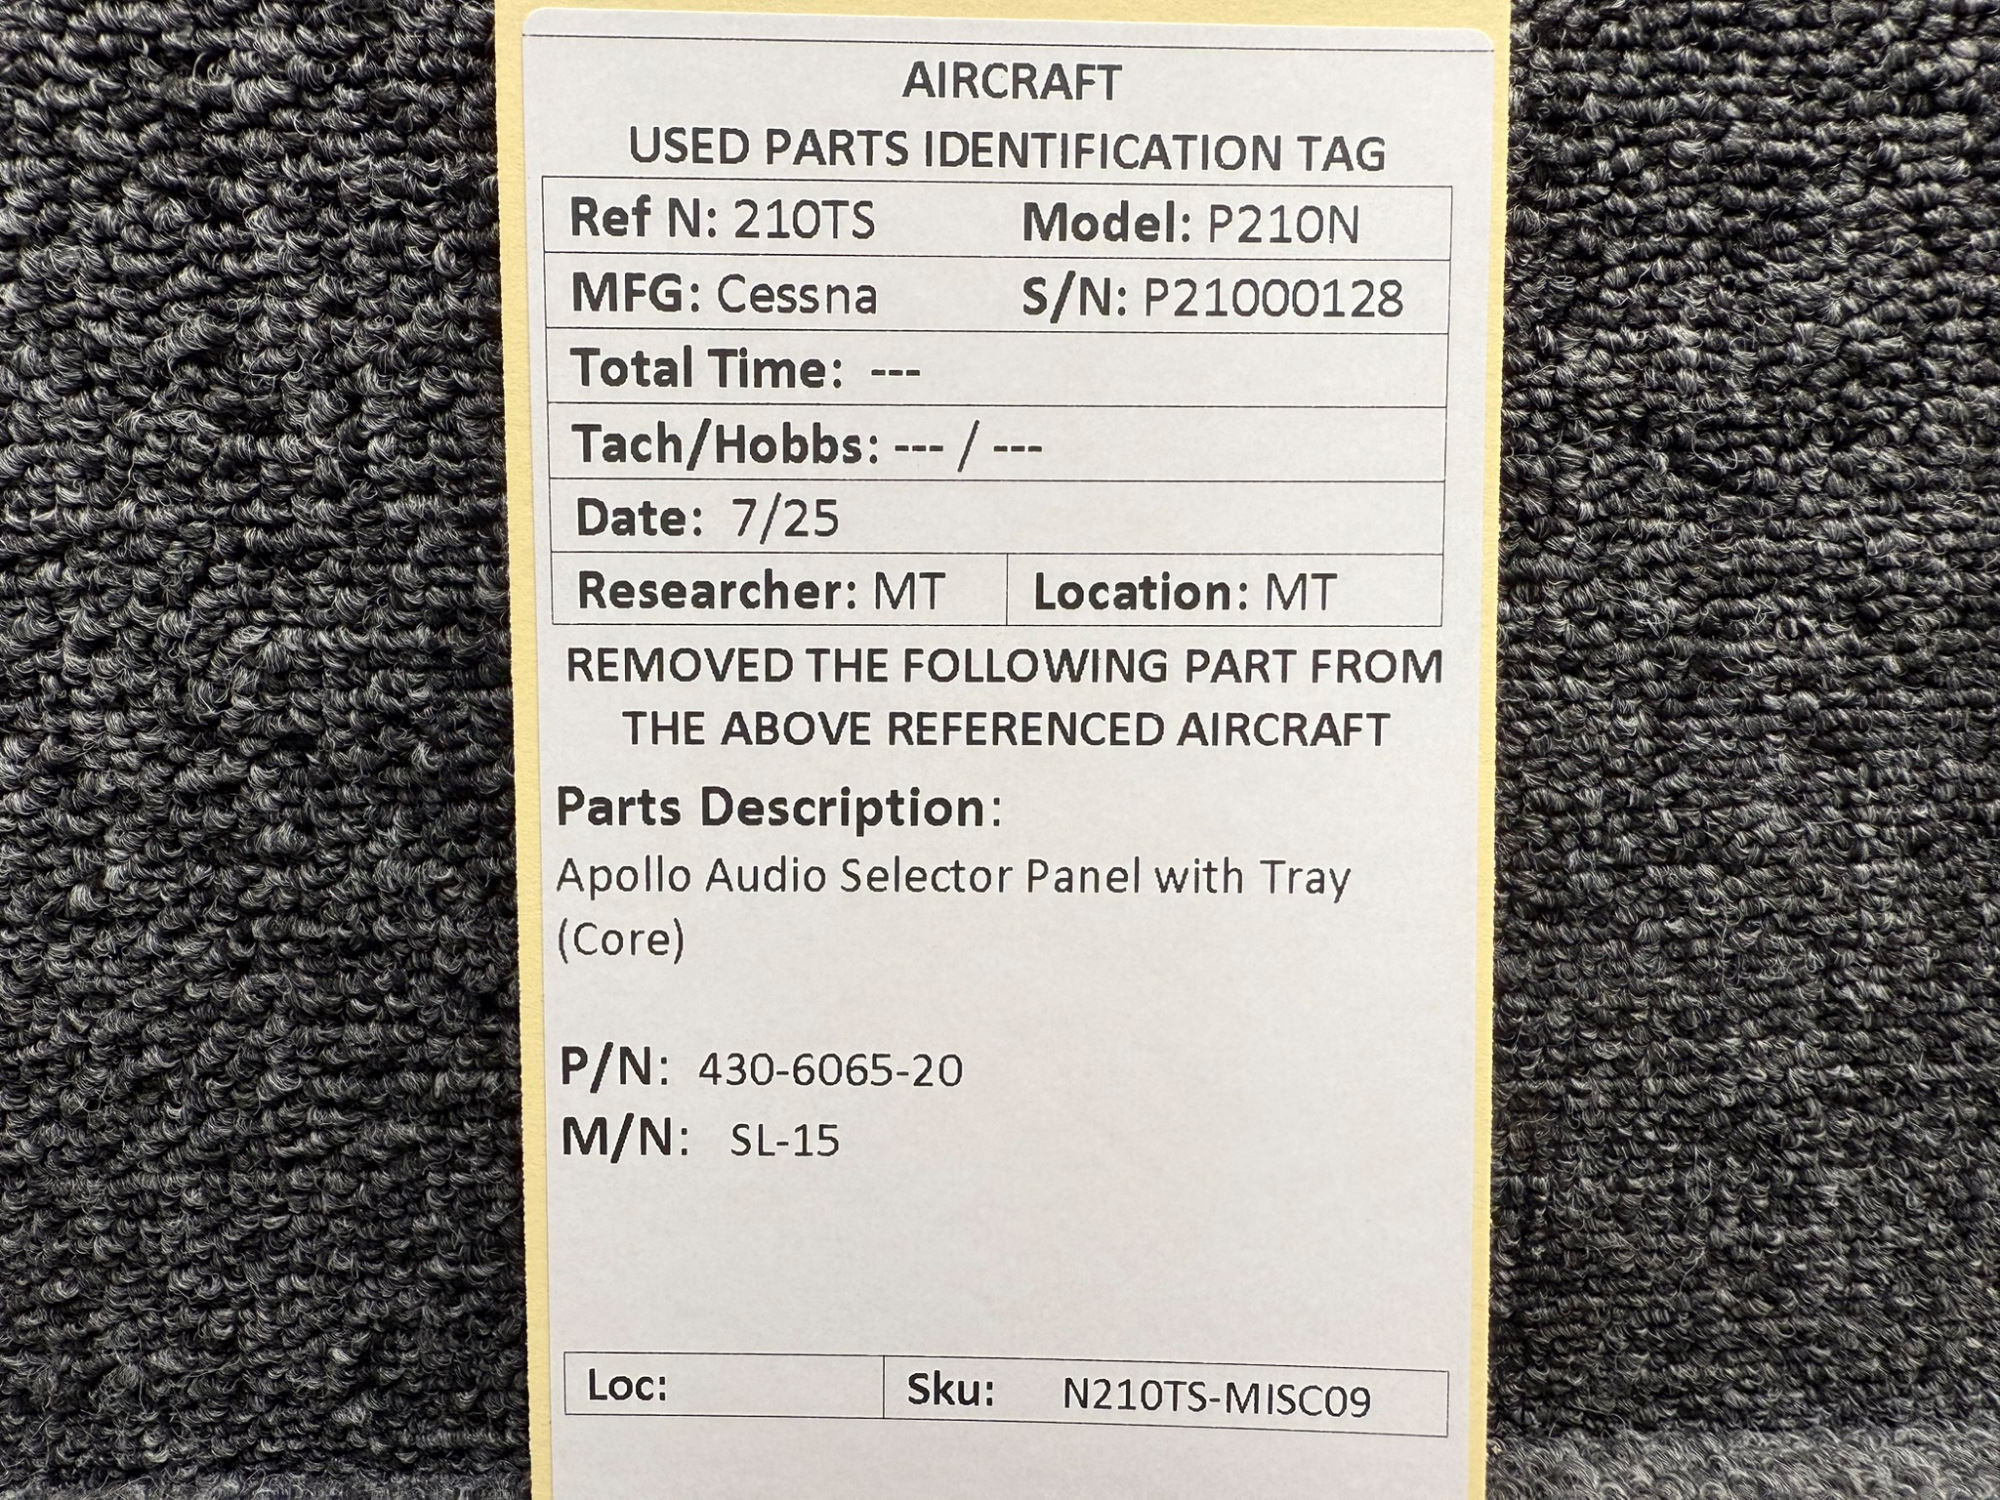 AIRCRAFT
USED PARTS IDENTIFICATION TAG
Ref N: 210TS Model: P210N
MFG: Cessna S/N: P21000128
Total Time: ---
Tach/Hobbs: --- / ---
Date: 7/25
Researcher: MT Location: MT
REMOVED THE FOLLOWING PART FROM
THE ABOVE REFERENCED AIRCRAFT
Parts Description:
Apollo Audio Selector Panel with Tray
(Core)
P/N: 430-6065-20
M/N: SL-15
Loc: Sku: N210TS-MISC09